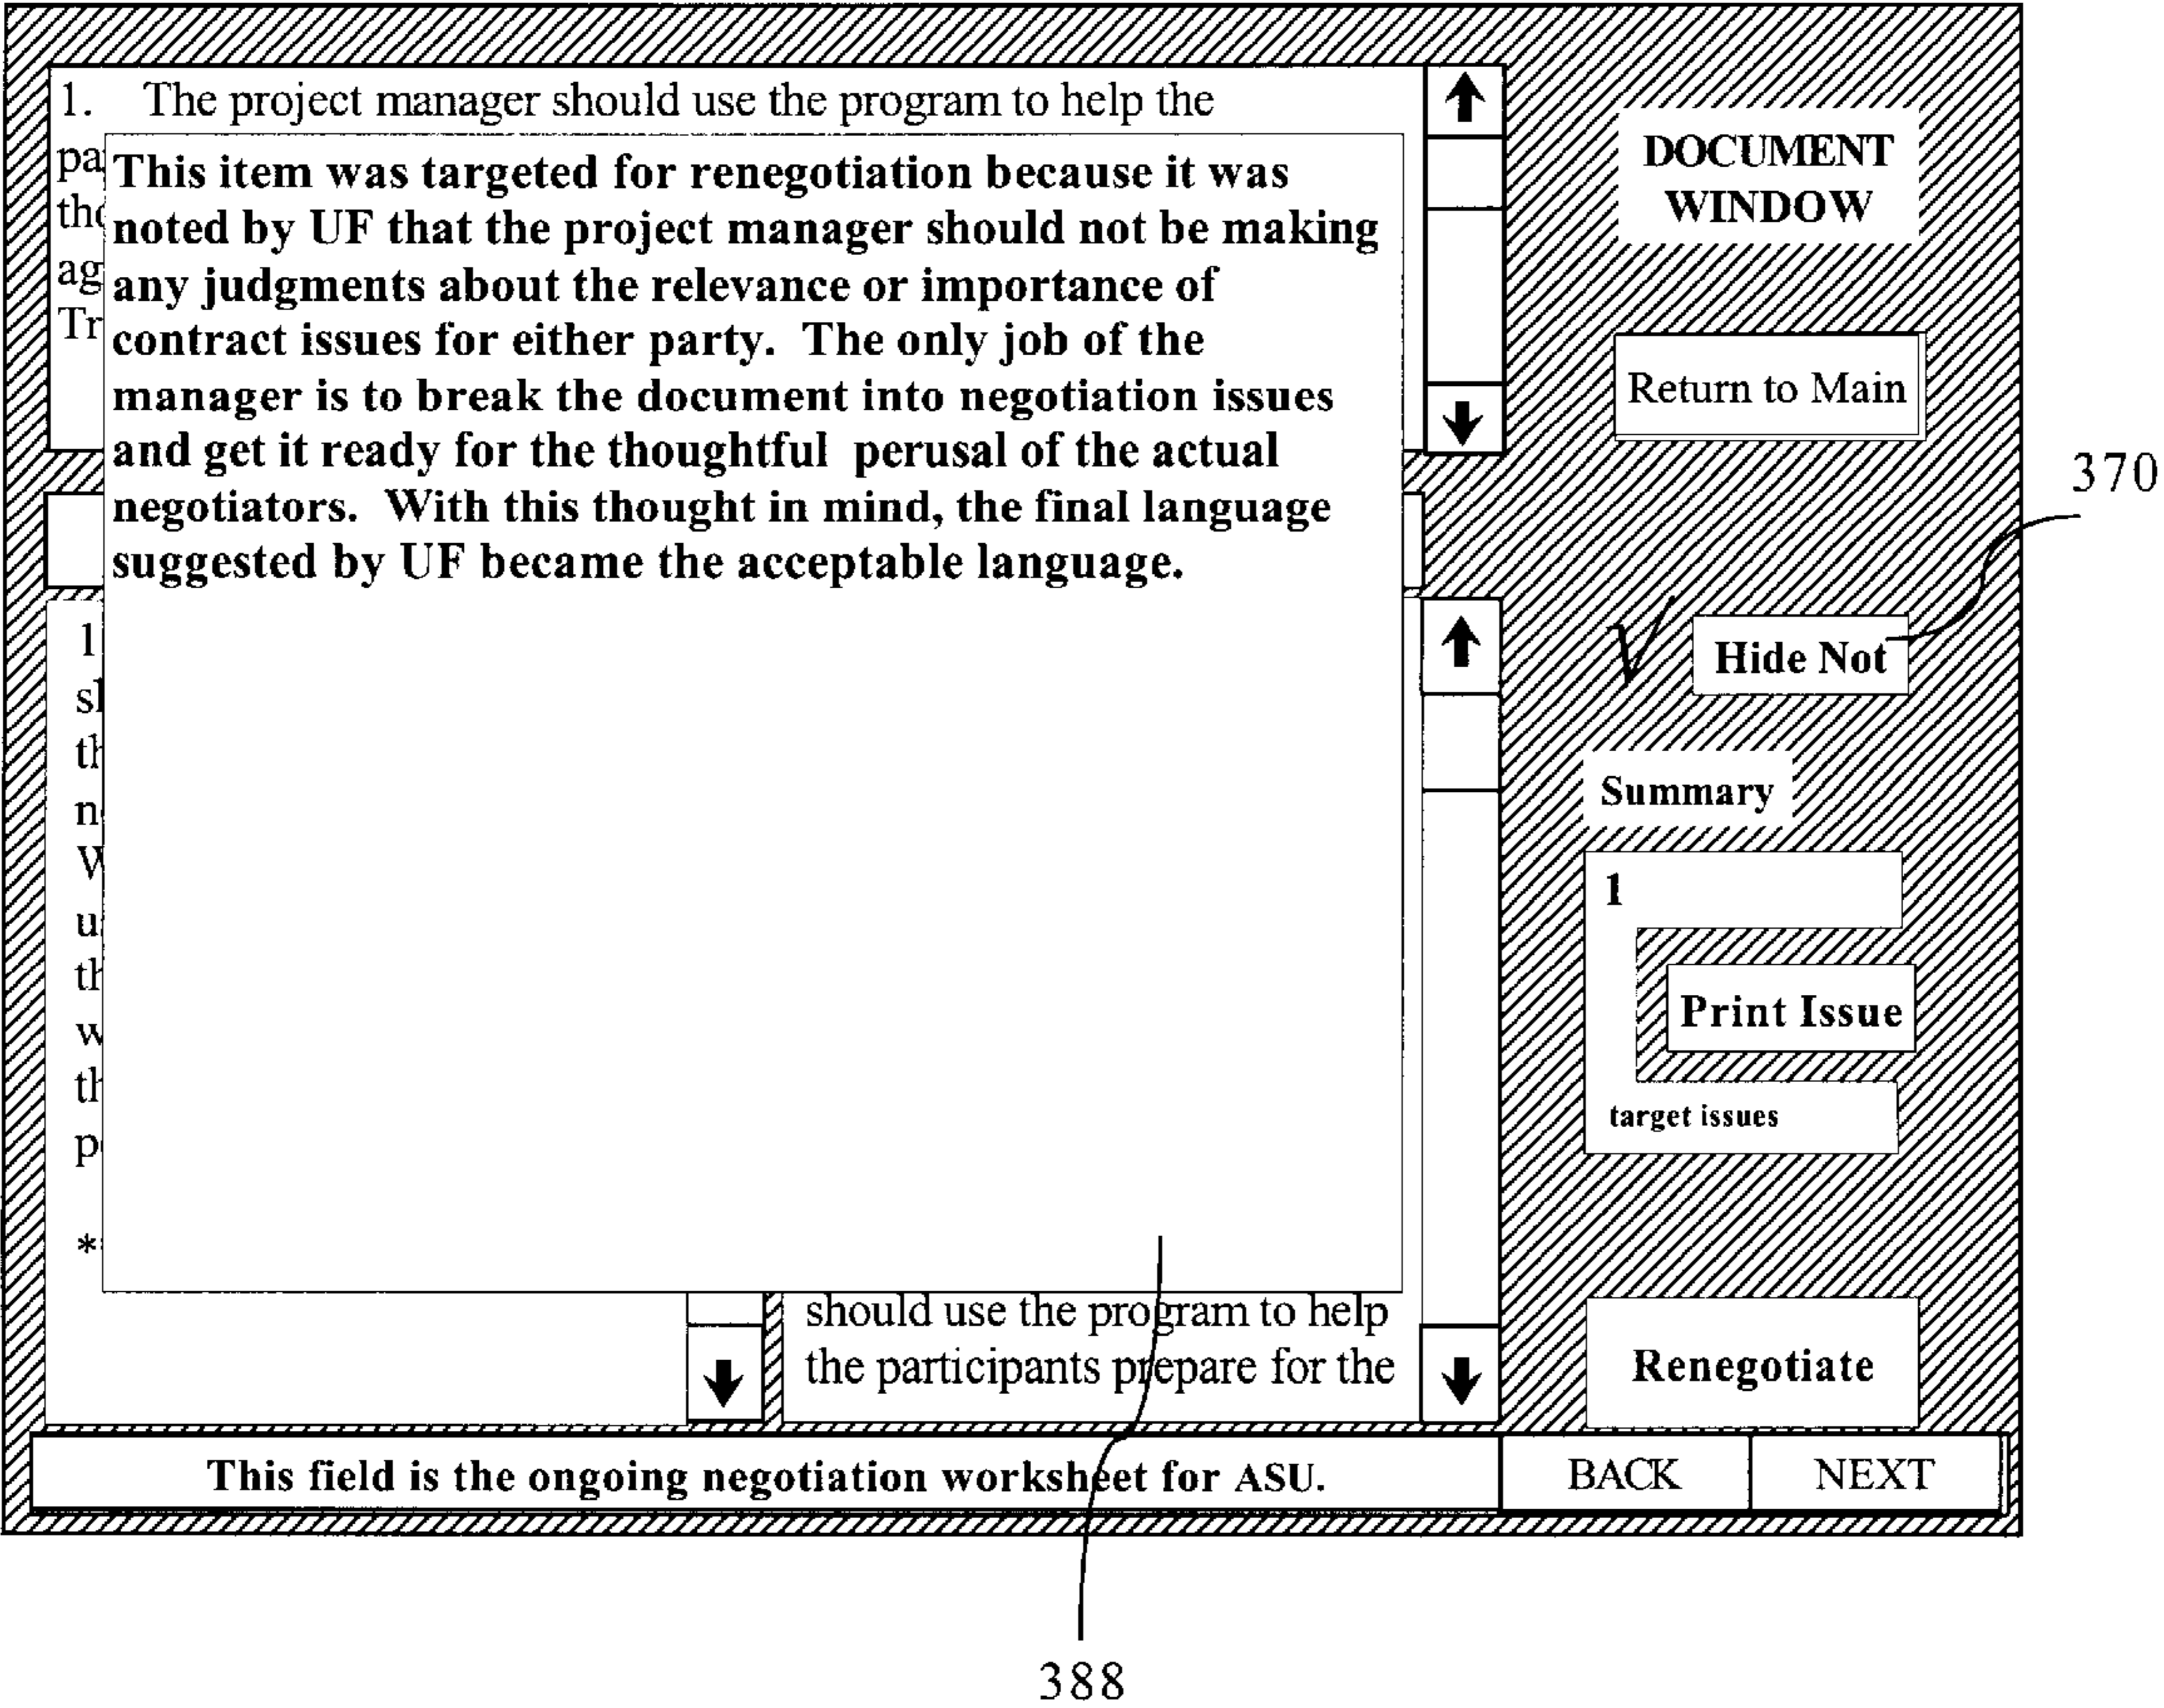 1. The project manager should use the program to help the
This item was targeted for renegotiation because it was
noted by UF that the project manager should not be making
any judgments about the relevance or importance of
contract issues for either party. The only job of the
manager is to break the document into negotiation issues
and get it ready for the thoughtful perusal of the actual
negotiators. With this thought in mind, the final language
suggested by UF became the acceptable language.
should use the program to help
the participants prepare for the
This field is the ongoing negotiation worksheet for ASU.
BACK
NEXT
DOCUMENT
WINDOW
Return to Main
370
Hide Not
Summary
1
Print Issue
target issues
Renegotiate
388